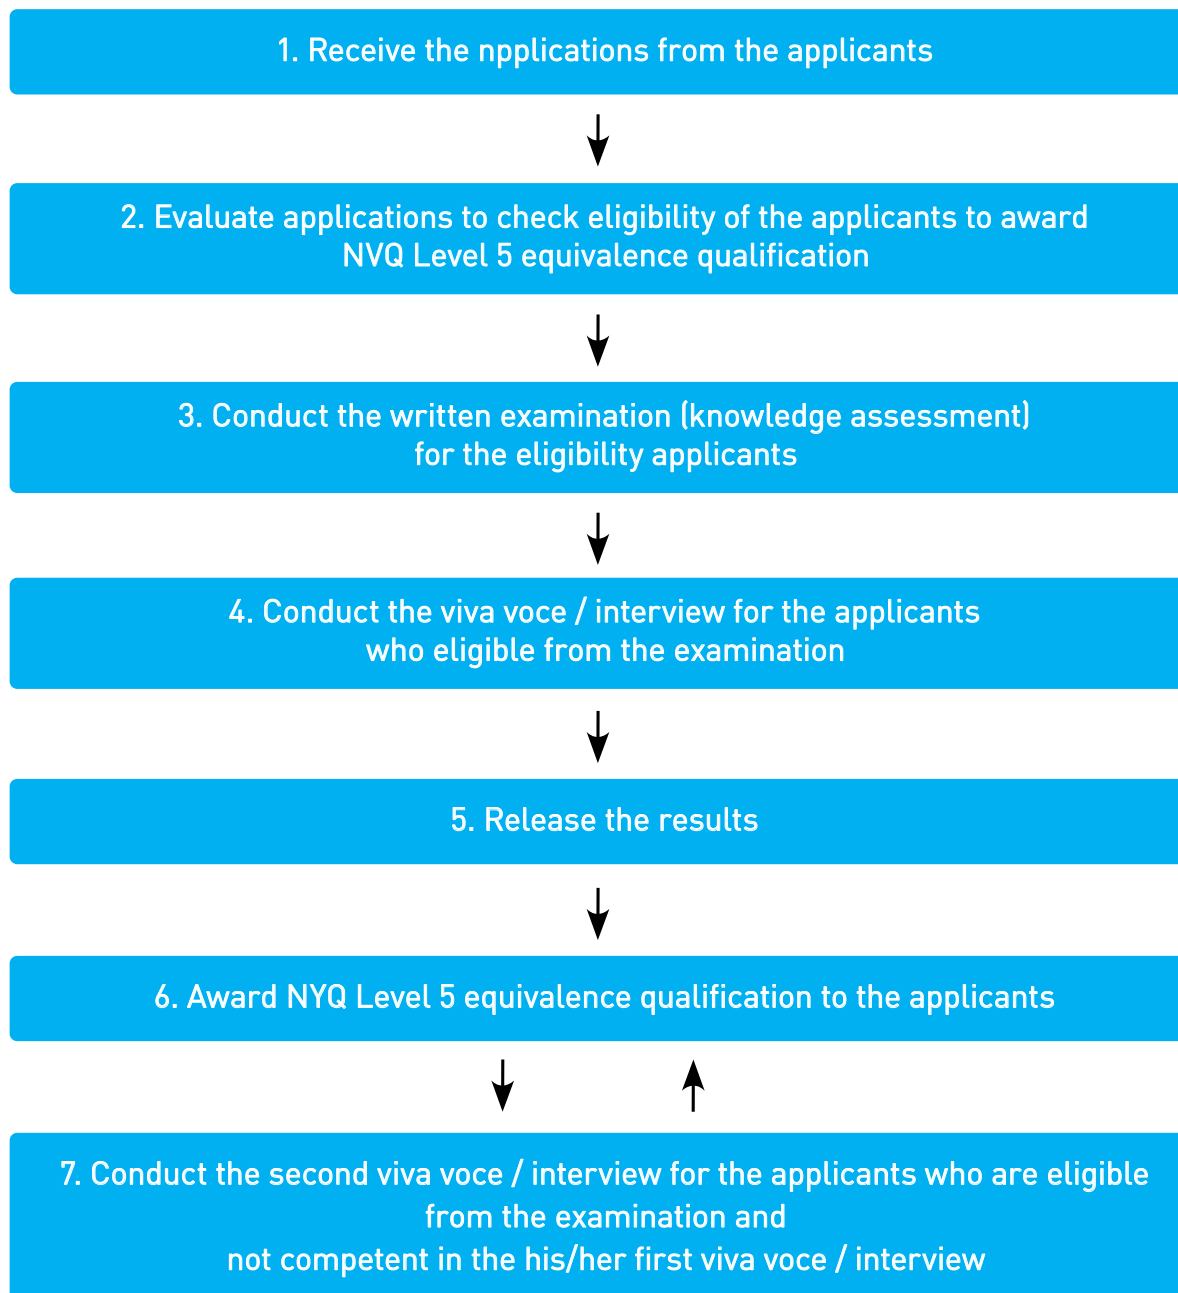 1. Receive the npplications from the applicants
2. Evaluate applications to check eligibility of the applicants to award
NVQ Level 5 equivalence qualification
3. Conduct the written examination (knowledge assessment)
for the eligibility applicants
4. Conduct the viva voce / interview for the applicants
who eligible from the examination
5. Release the results
6. Award NYQ Level 5 equivalence qualification to the applicants
7. Conduct the second viva voce / interview for the applicants who are eligible
from the examination and
not competent in the his/her first viva voce / interview